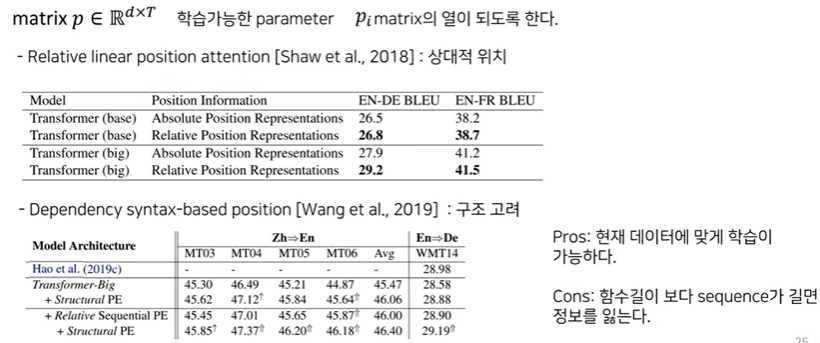 matrix p ∈ ℝ^{d×T} 학습가능한 parameter p_i matrix의 열이 되도록 한다.
- Relative linear position attention [Shaw et al., 2018] : 상대적 위치
Model Position Information EN-DE BLEU EN-FR BLEU
Transformer (base) Absolute Position Representations 26.5 38.2
Transformer (base) Relative Position Representations 26.8 38.7
Transformer (big) Absolute Position Representations 27.9 41.2
Transformer (big) Relative Position Representations 29.2 41.5
- Dependency syntax-based position [Wang et al., 2019] : 구조 고려
Model Architecture Zh⇒En En⇒De
MT03 MT04 MT05 MT06 Avg WMT14
Hao et al. (2019c) - - - - - 28.98
Transformer-Big 45.30 46.49 45.21 44.87 45.47 28.58
+ Structural PE 45.62 47.12† 45.84 45.64⇑ 46.06 28.88
+ Relative Sequential PE 45.45 47.01 45.65 45.87⇑ 46.00 28.90
+ Structural PE 45.85† 47.37⇑ 46.20⇑ 46.18⇑ 46.40 29.19⇑
Pros: 현재 데이터에 맞게 학습이
가능하다.
Cons: 함수길이 보다 sequence가 길면
정보를 잃는다.
25